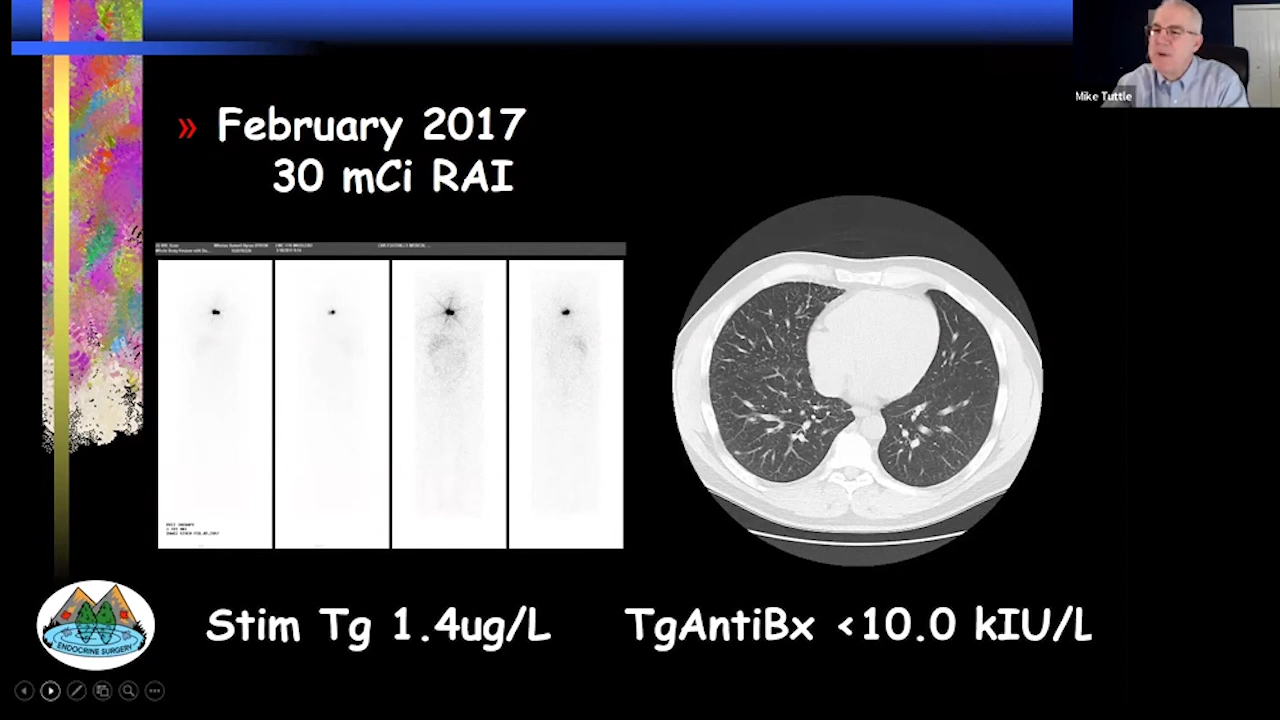 Mike Tuttle
» February 2017
30 mCi RAI
Stim Tg 1.4ug/L
TgAntiBx <10.0 kIU/L
ENDOCRINE SURGERY